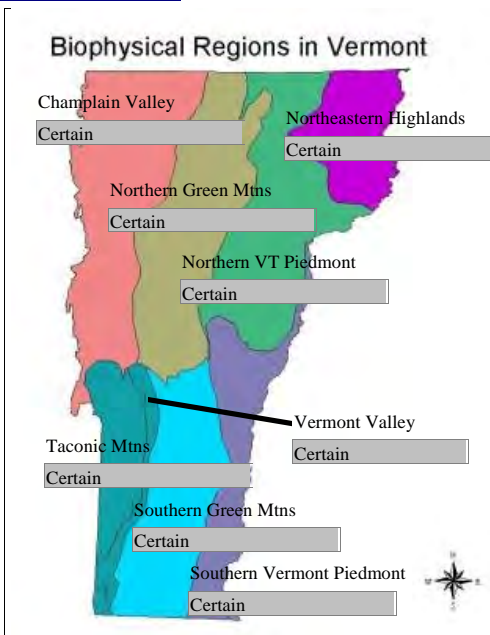 Biophysical Regions in Vermont
Champlain Valley
Certain
Northeastern Highlands
Certain
Northern Green Mtns
Certain
Northern VT Piedmont
Certain
Vermont Valley
Certain
Taconic Mtns
Certain
Southern Green Mtns
Certain
Southern Vermont Piedmont
Certain